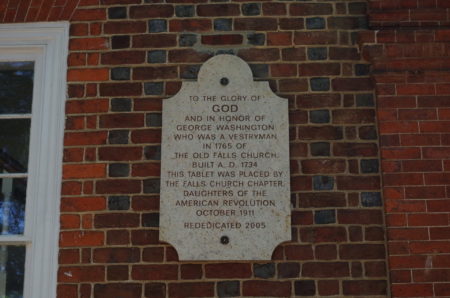 TO THE GLORY OF
GOD
AND IN HONOR OF
GEORGE WASHINGTON
WHO WAS A VESTRYMAN
IN 1765 OF
THE OLD FALLS CHURCH
BUILT A. D. 1734
THIS TABLET WAS PLACED BY
THE FALLS CHURCH CHAPTER,
DAUGHTERS OF THE
AMERICAN REVOLUTION
OCTOBER 1911
REDEDICATED 2005